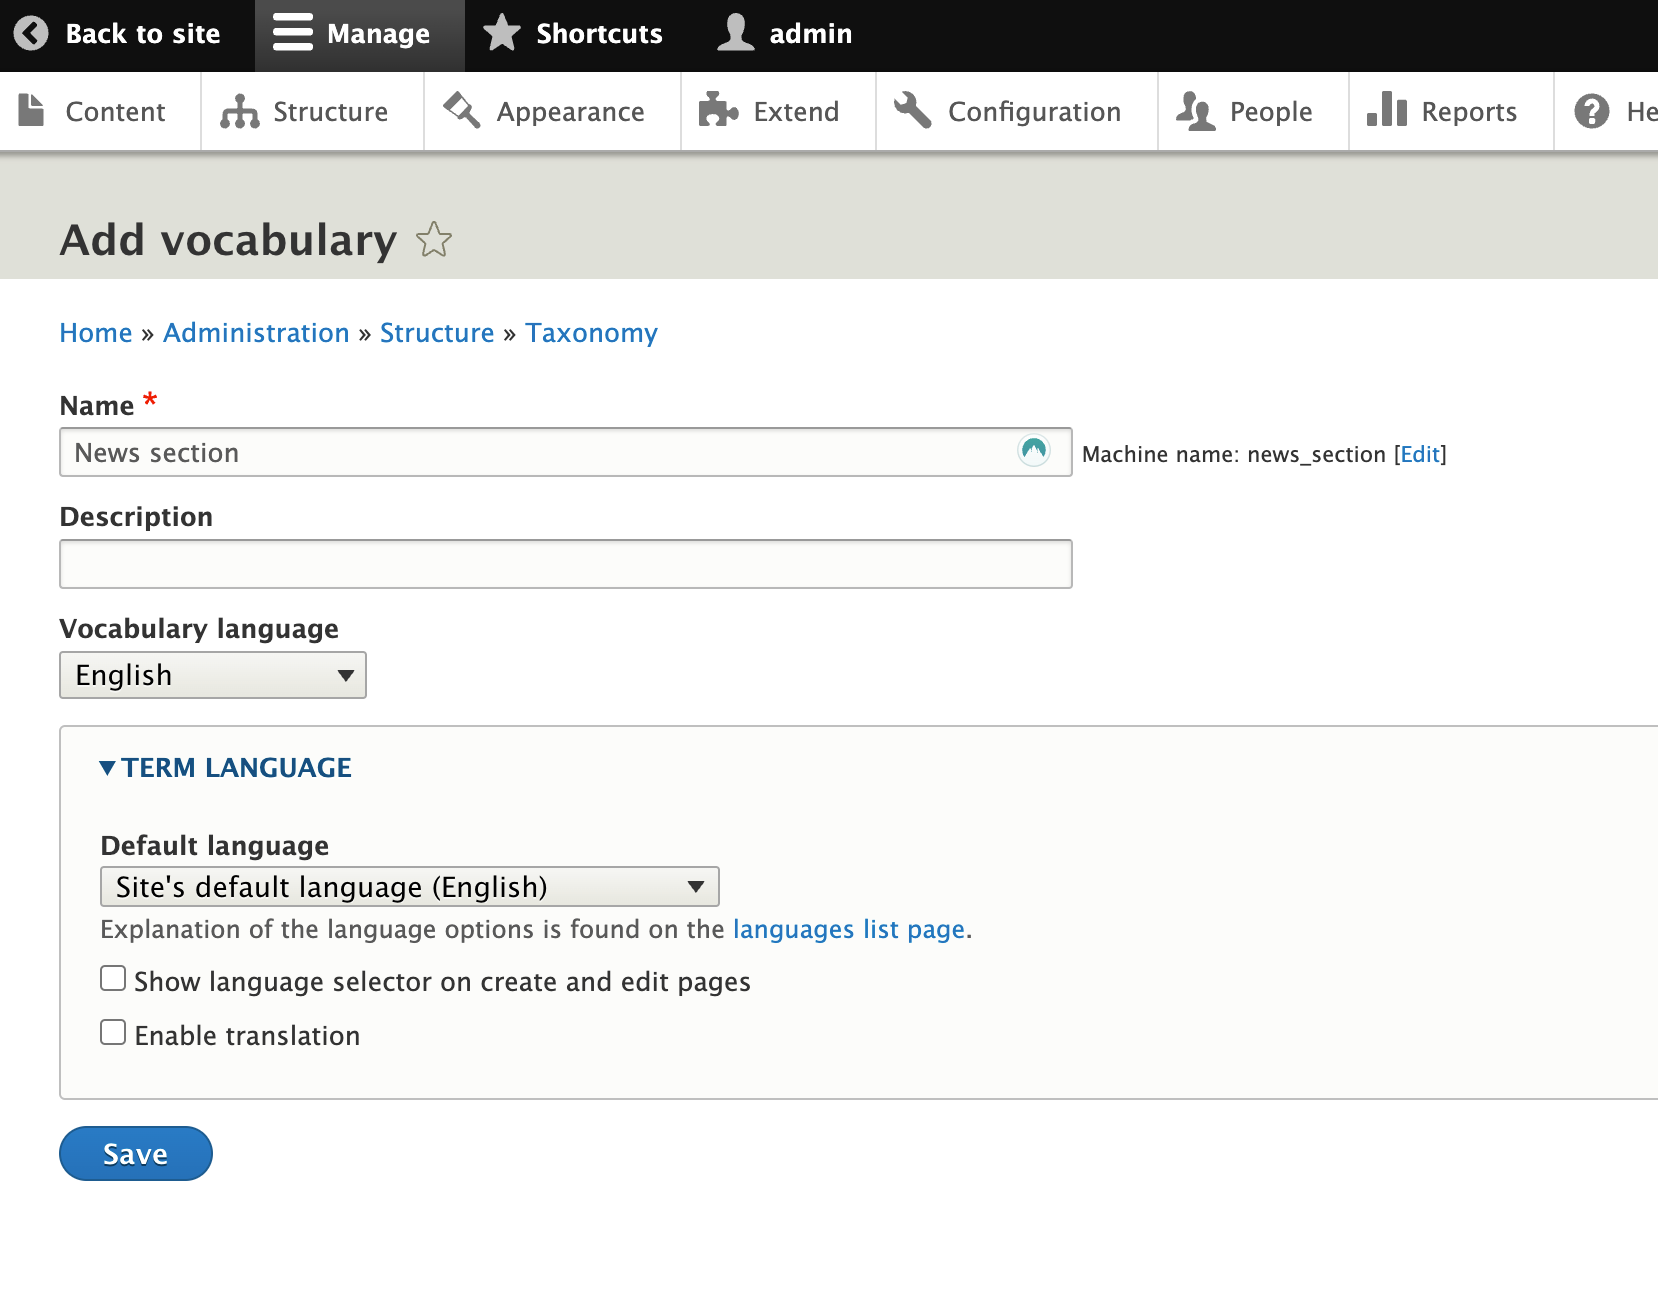 Back to site Manage Shortcuts admin
Content Structure Appearance Extend Configuration People Reports He
Add vocabulary
Home » Administration » Structure » Taxonomy
Name *
News section Machine name: news_section [Edit]
Description
Vocabulary language
English
TERM LANGUAGE
Default language
Site's default language (English)
Explanation of the language options is found on the languages list page.
Show language selector on create and edit pages
Enable translation
Save